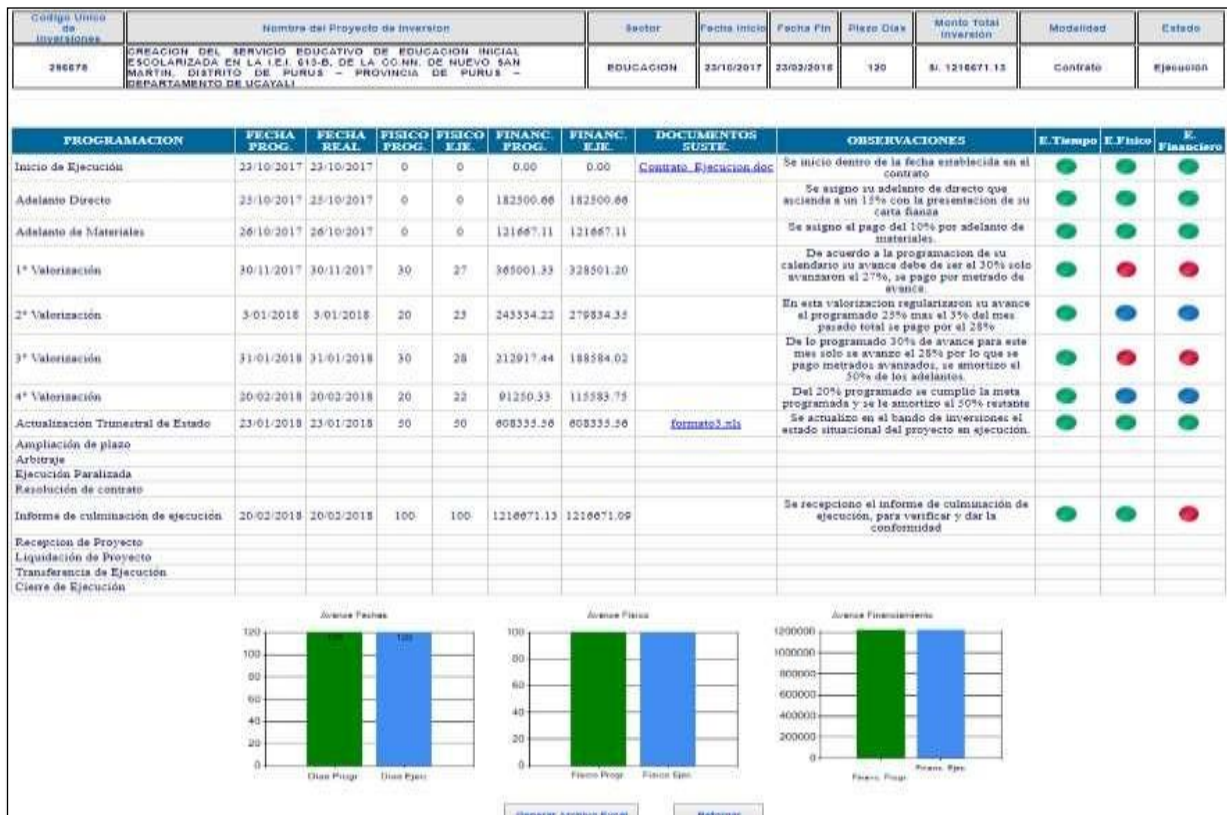 Codigo Unico de Inversiones
Nombre del Proyecto de Inversion
Sector
Fecha Inicio
Fecha Fin
Plazo Dias
Monto Total Inversión
Modalidad
Estado
CREACION DEL SERVICIO EDUCATIVO DE EDUCACION INICIAL
ESCOLARIZADA EN LA I.E.I. 613-B, DE LA CC.NN. DE NUEVO SAN
MARTIN, DISTRITO DE PURUS – PROVINCIA DE PURUS –
DEPARTAMENTO DE UCAYALI
EDUCACION
23/10/2017
23/02/2018
120
S/. 1216671.13
Contrato
Ejecución
PROGRAMACION
FECHA PROG.
FECHA REAL
FISICO PROG.
FISICO EJE.
FINANC. PROG.
FINANC. EJE.
DOCUMENTOS SUSTE.
OBSERVACIONES
E.Tiempo
E.Fisico
E. Financiero
Inicio de Ejecución 23/10/2017 23/10/2017 0 0 0.00 0.00 Contrato_Ejecucion.doc
Se inicio dentro de la fecha establecida en el
contrato
Adelanto Directo 25/10/2017 25/10/2017 0 0 182500.66 182500.66
Se asigno su adelanto de directo que
asciende a un 15% con la presentacion de su
carta fianza
Adelanto de Materiales 26/10/2017 26/10/2017 0 0 121667.11 121667.11
Se asigno el pago del 10% por adelanto de
materiales.
1° Valorización 30/11/2017 30/11/2017 30 27 365001.33 328501.20
De acuerdo a la programacion de su
calendario su avance debe de ser el 30% solo
avanzaron el 27%, se pago por metrado de
avance.
2° Valorización 3/01/2018 3/01/2018 20 23 243334.22 279834.35
En esta valorizacion regularizaron su avance
al programado 25% mas el 3% del mes
pasado total se pago por el 28%
3° Valorización 31/01/2018 31/01/2018 30 28 212917.44 188584.02
De lo programado 30% de avance para este
mes solo se avanzo el 28% por lo que se
pago metrados avanzados, se amortizo el
50% de los adelantos.
4° Valorización 20/02/2018 20/02/2018 20 22 91250.33 115583.75
Del 20% programado se cumplio la meta
programada y se le amortizo el 50% restante
Actualización Trimestral de Estado 23/01/2018 23/01/2018 50 50 608335.56 608335.56 formato3.xls
Se actualizo en el bando de inversiones el
estado situacional del proyecto en ejecución.
Ampliación de plazo
Arbitraje
Ejecución Paralizada
Resolución de contrato
Informe de culminación de ejecución 20/02/2018 20/02/2018 100 100 1216671.13 1216671.09
Se recepciono el informe de culminación de
ejecución, para verificar y dar la
conformidad
Recepcion de Proyecto
Liquidación de Proyecto
Transferencia de Ejecución
Cierre de Ejecución
Avance Fechas
120
100
80
60
40
20
0
120
120
Dias Progr
Dias Ejec
Avance Fisico
100
80
60
40
20
0
Fisico Progr
Fisico Ejec
Avance Financiamiento
1200000
1000000
800000
600000
400000
200000
0
Financ. Progr
Financ. Ejec
Generar Archivo Excel
Retornar